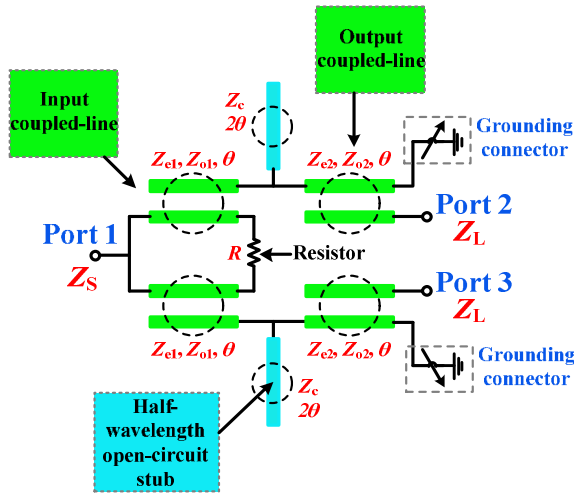 Output
coupled-line
Input
coupled-line
Zc
2θ
Grounding
connector
Ze1, Zo1, θ
Ze2, Zo2, θ
Port 1
ZS
R
Resistor
Port 2
ZL
Port 3
ZL
Ze1, Zo1, θ
Ze2, Zo2, θ
Grounding
connector
Zc
2θ
Half-
wavelength
open-circuit
stub